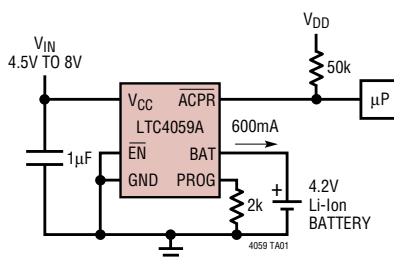 V_DD
V_IN
4.5V TO 8V
50k
V_CC
ACPR
µP
LTC4059A
600mA
1µF
EN
BAT
GND
PROG
+
4.2V
Li-Ion
BATTERY
2k
4059 TA01